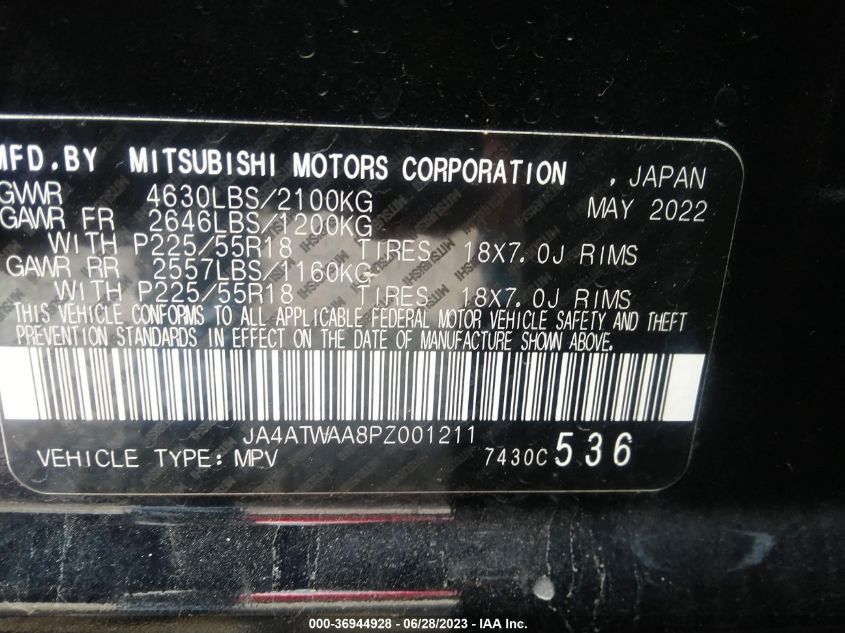 MFD.BY MITSUBISHI MOTORS CORPORATION , JAPAN
GVWR 4630LBS/2100KG MAY 2022
GAWR FR 2646LBS/1200KG
WITH P225/55R18 TIRES, 18X7.0J RIMS
GAWR RR 2557LBS/1160KG
WITH P225/55R18 TIRES, 18X7.0J RIMS
THIS VEHICLE CONFORMS TO ALL APPLICABLE FEDERAL MOTOR VEHICLE SAFETY AND THEFT
PREVENTION STANDARDS IN EFFECT ON THE DATE OF MANUFACTURE SHOWN ABOVE.
JA4ATWAA8PZ001211
VEHICLE TYPE: MPV 7430C 536
000-36944928 - 06/28/2023 - IAA Inc.